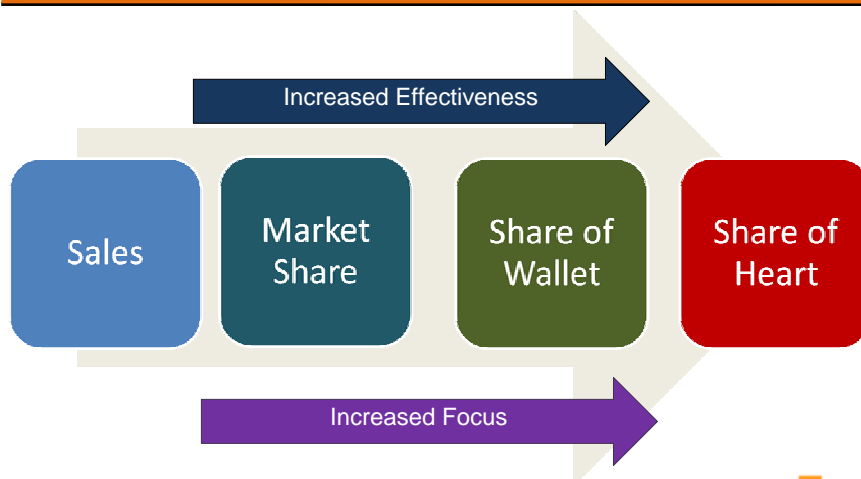 Increased Effectiveness
Sales
Market
Share
Share of
Wallet
Share of
Heart
Increased Focus